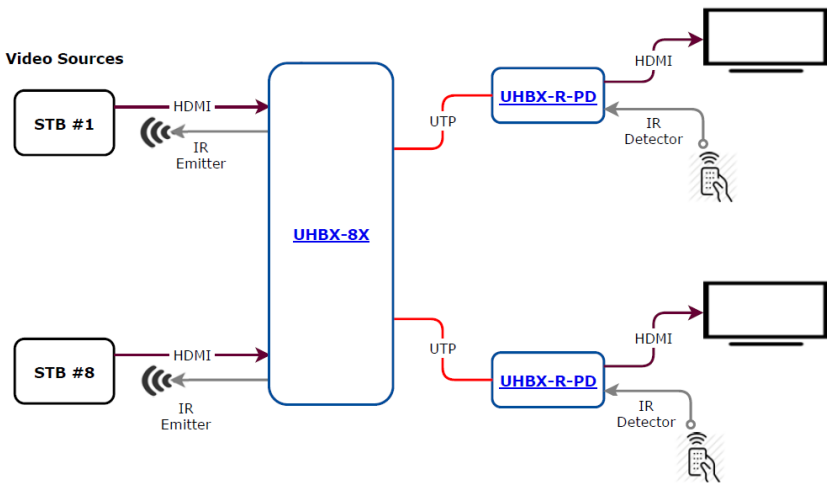 Video Sources
STB #1
HDMI
IR
Emitter
UHBX-8X
UTP
UHBX-R-PD
HDMI
IR
Detector
STB #8
HDMI
IR
Emitter
UTP
UHBX-R-PD
HDMI
IR
Detector